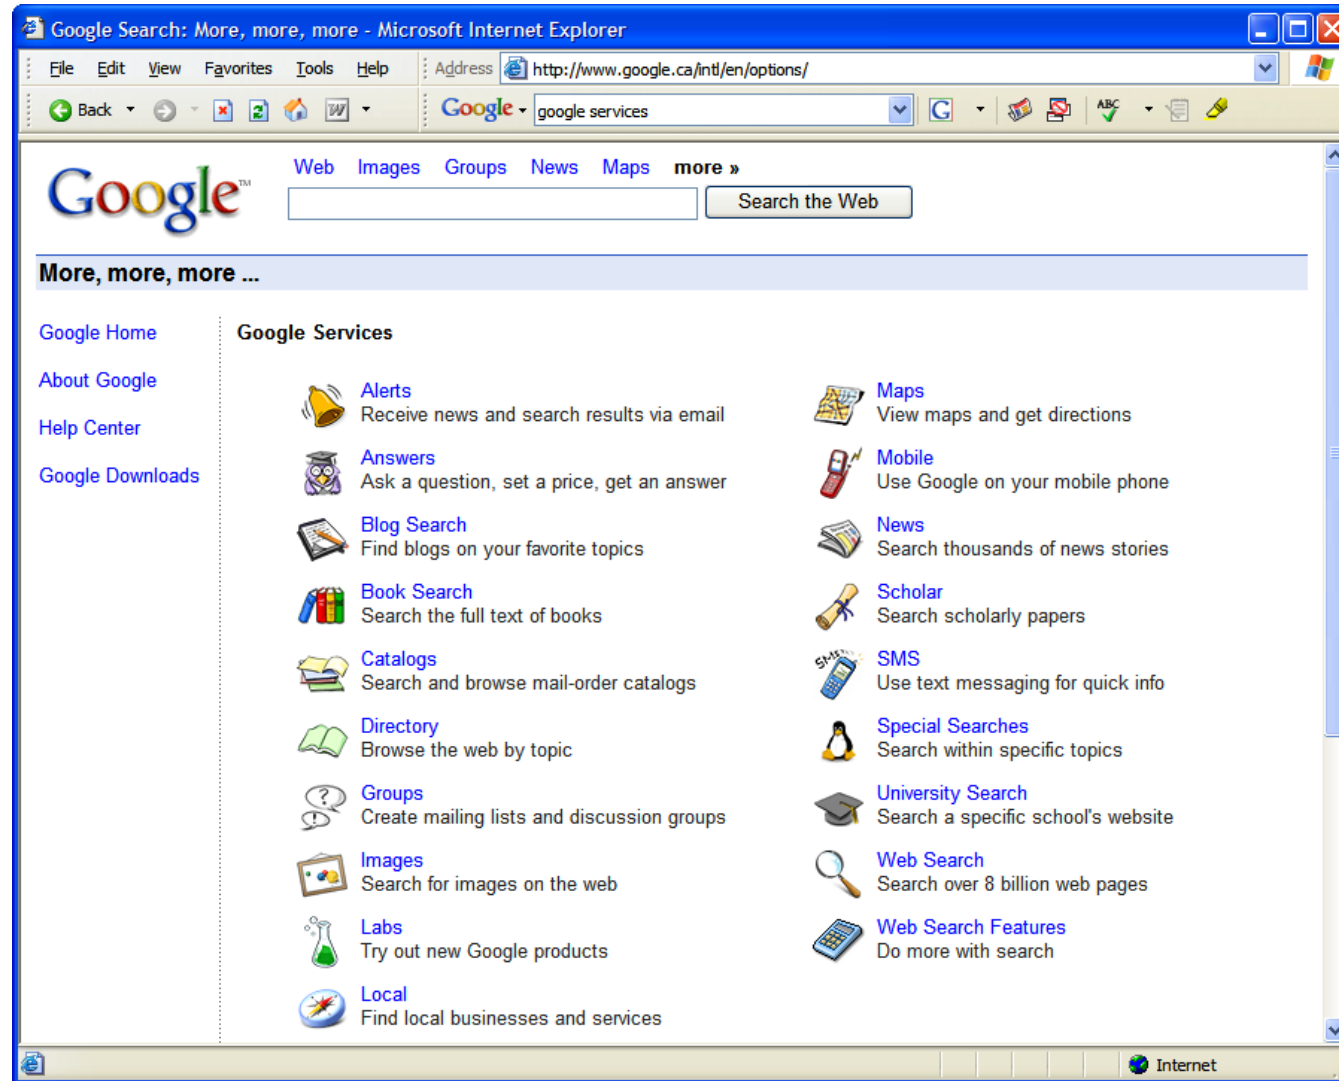 Google Search: More, more, more - Microsoft Internet Explorer
File Edit View Favorites Tools Help Address http://www.google.ca/intl/en/options/
Back Google google services ABC
Google™
Web Images Groups News Maps more »
Search the Web
More, more, more ...
Google Home
About Google
Help Center
Google Downloads
Google Services
Alerts
Receive news and search results via email
Answers
Ask a question, set a price, get an answer
Blog Search
Find blogs on your favorite topics
Book Search
Search the full text of books
Catalogs
Search and browse mail-order catalogs
Directory
Browse the web by topic
Groups
Create mailing lists and discussion groups
Images
Search for images on the web
Labs
Try out new Google products
Local
Find local businesses and services
Maps
View maps and get directions
Mobile
Use Google on your mobile phone
News
Search thousands of news stories
Scholar
Search scholarly papers
SMS
SMS
Use text messaging for quick info
Special Searches
Search within specific topics
University Search
Search a specific school's website
Web Search
Search over 8 billion web pages
Web Search Features
Do more with search
Internet